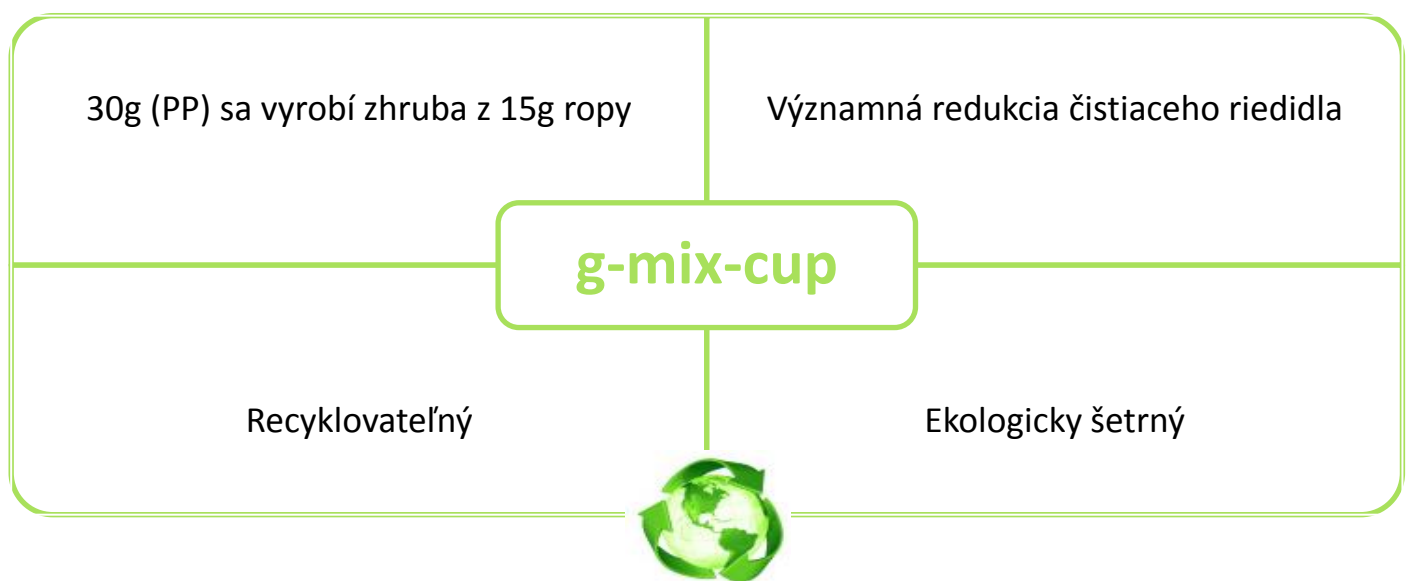 30g (PP) sa vyrobí zhruba z 15g ropy
Významná redukcia čistiaceho riedidla
g-mix-cup
Recyklovateľný
Ekologicky šetrný